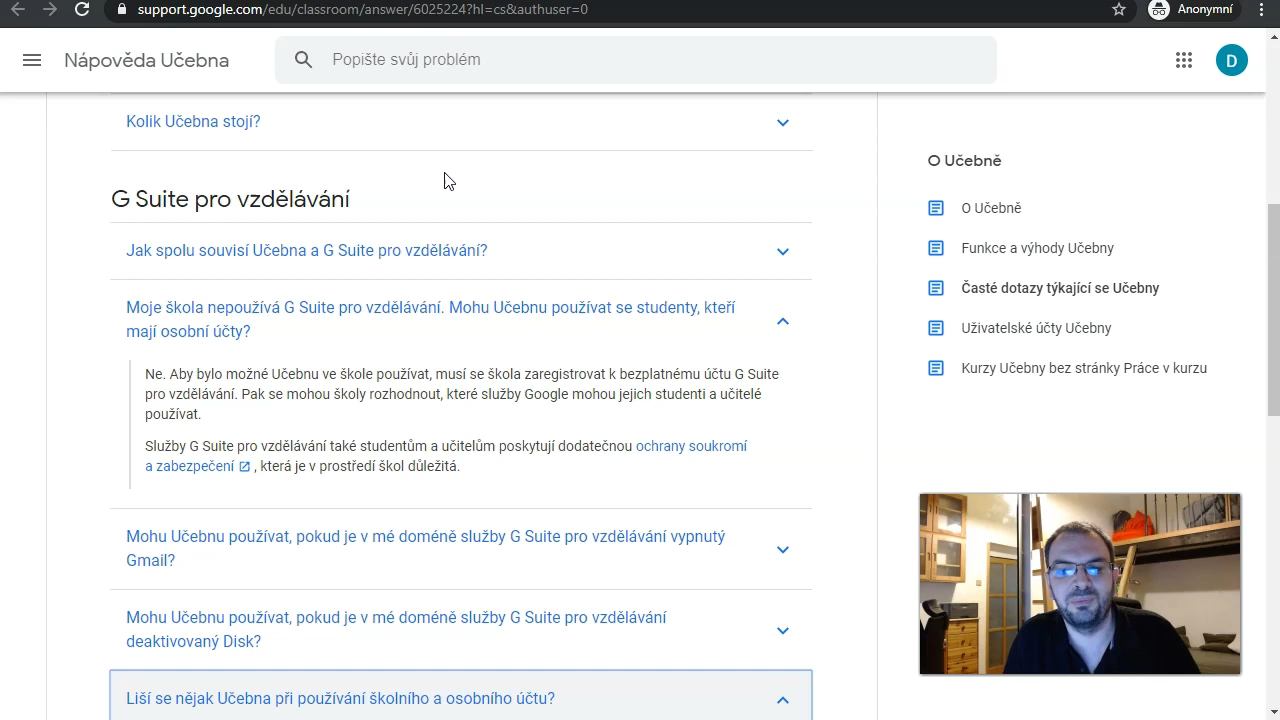 support.google.com/edu/classroom/answer/6025224?hl=cs&authuser=0
Anonymní
Nápověda Učebna
Popište svůj problém
D
Kolik Učebna stojí?
G Suite pro vzdělávání
Jak spolu souvisí Učebna a G Suite pro vzdělávání?
Moje škola nepoužívá G Suite pro vzdělávání. Mohu Učebnu používat se studenty, kteří
mají osobní účty?
Ne. Aby bylo možné Učebnu ve škole používat, musí se škola zaregistrovat k bezplatnému účtu G Suite
pro vzdělávání. Pak se mohou školy rozhodnout, které služby Google mohou jejich studenti a učitelé
používat.
Služby G Suite pro vzdělávání také studentům a učitelům poskytují dodatečnou ochrany soukromí
a zabezpečení , která je v prostředí škol důležitá.
Mohu Učebnu používat, pokud je v mé doméně služby G Suite pro vzdělávání vypnutý
Gmail?
Mohu Učebnu používat, pokud je v mé doméně služby G Suite pro vzdělávání
deaktivovaný Disk?
Liší se nějak Učebna při používání školního a osobního účtu?
O Učebně
O Učebně
Funkce a výhody Učebny
Časté dotazy týkající se Učebny
Uživatelské účty Učebny
Kurzy Učebny bez stránky Práce v kurzu